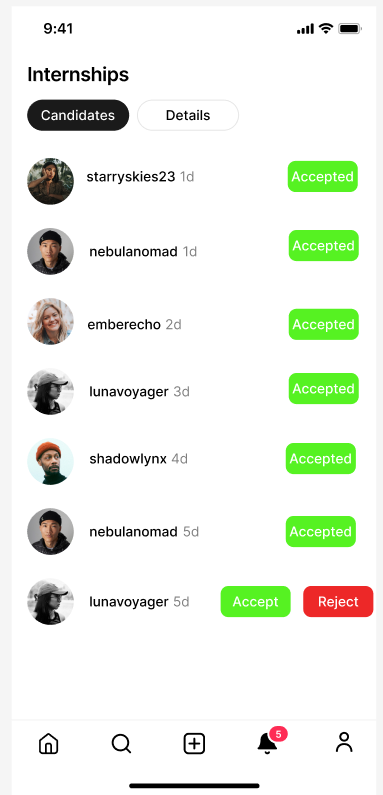 9:41
Internships
Candidates Details
starryskies23 1d Accepted
nebulanomad 1d Accepted
emberecho 2d Accepted
lunavoyager 3d Accepted
shadowlynx 4d Accepted
nebulanomad 5d Accepted
lunavoyager 5d Accept Reject
5